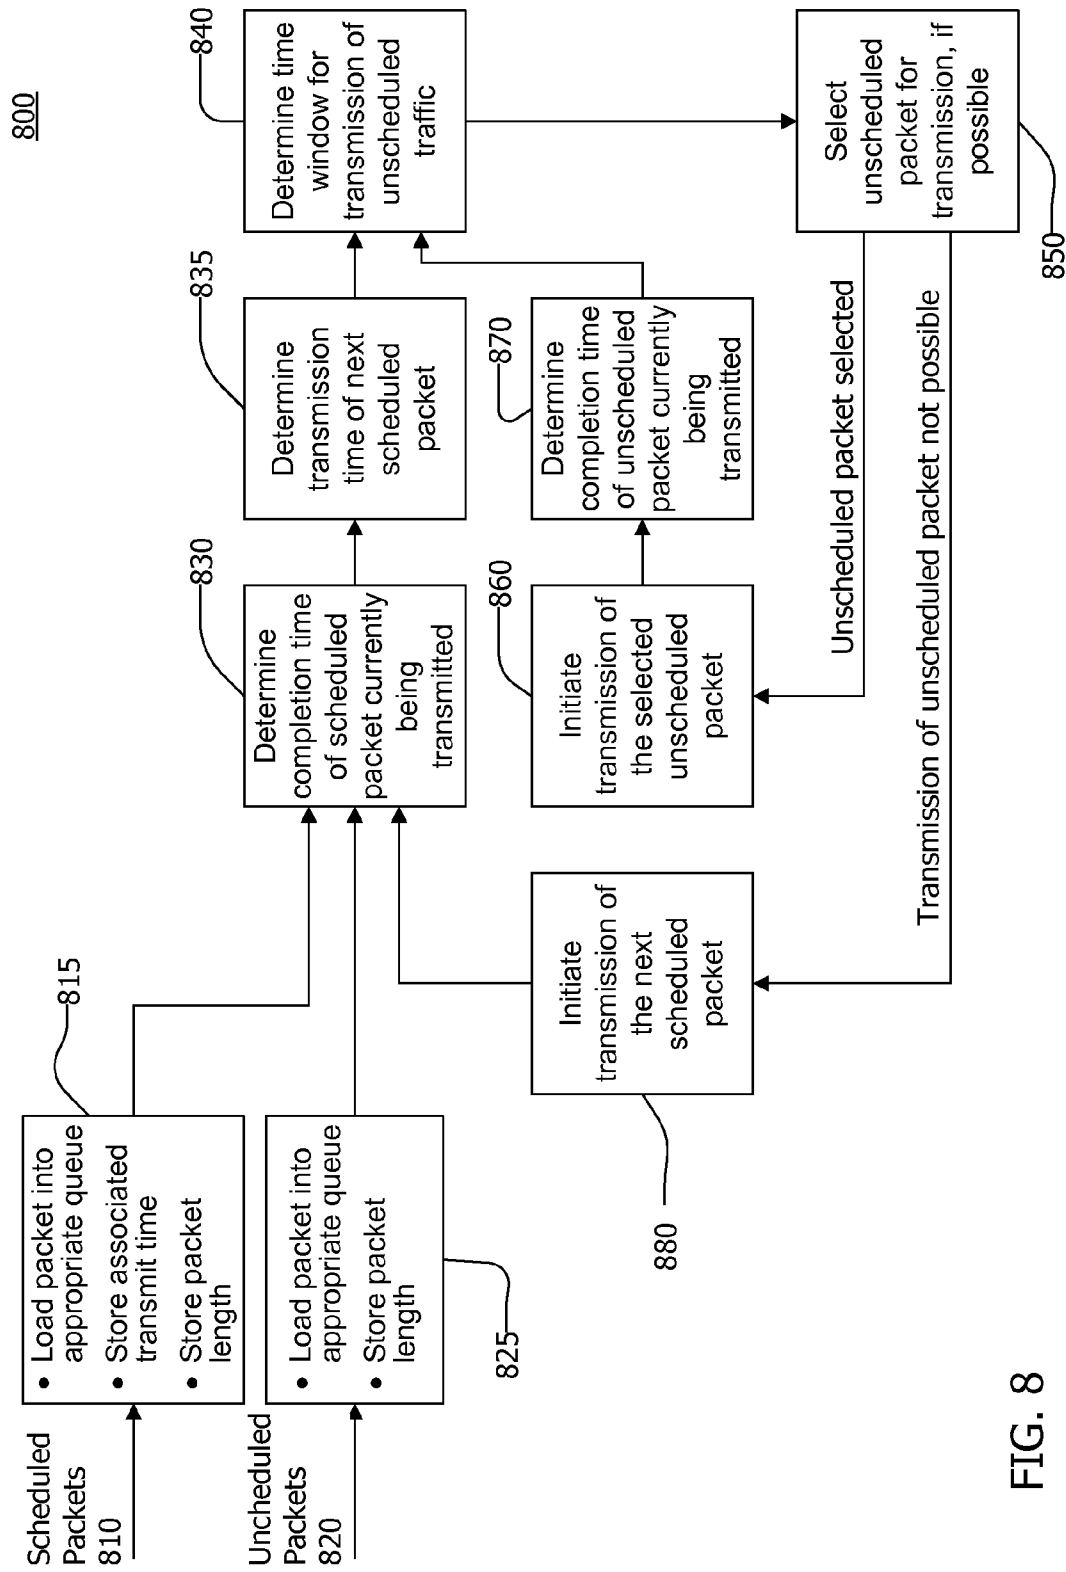 800
Scheduled
Packets
810
• Load packet into
appropriate queue
• Store associated
transmit time
• Store packet
length
815
Uncheduled
Packets
820
• Load packet into
appropriate queue
• Store packet
length
825
830
Determine
completion time
of scheduled
packet currently
being
transmitted
835
Determine
transmission
time of next
scheduled
packet
840
Determine time
window for
transmission of
unscheduled
traffic
880
Initiate
transmission of
the next
scheduled
packet
860
Initiate
transmission of
the selected
unscheduled
packet
870
Determine
completion time
of unscheduled
packet currently
being
transmitted
Select
unscheduled
packet for
transmission, if
possible
850
Unscheduled packet selected
Transmission of unscheduled packet not possible
FIG. 8